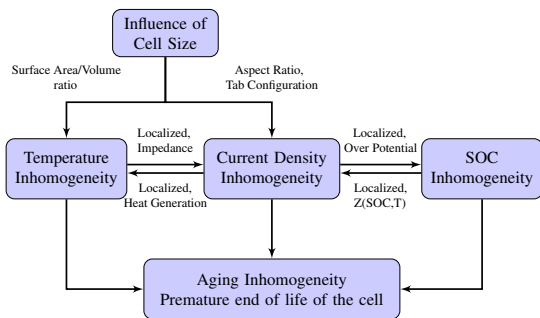 Influence of
Cell Size
Surface Area/Volume
ratio
Aspect Ratio,
Tab Configuration
Temperature
Inhomogeneity
Localized,
Impedance
Localized,
Heat Generation
Current Density
Inhomogeneity
Localized,
Over Potential
Localized,
Z(SOC,T)
SOC
Inhomogeneity
Aging Inhomogeneity
Premature end of life of the cell